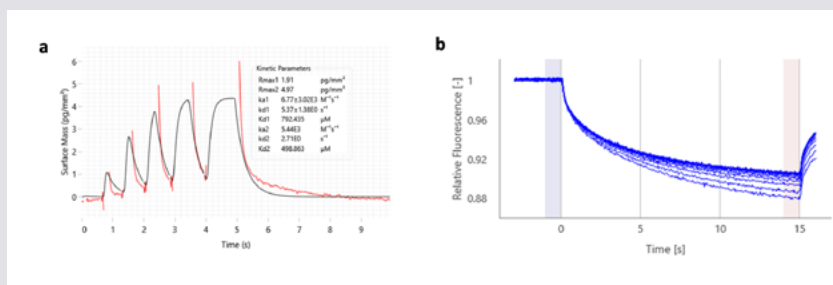 a
Surface Mass (pg/mm²)
6
5
4
3
2
1
0
0 1 2 3 4 5 6 7 8 9
Time (s)
Kinetic Parameters
Rmax1 1.91 pg/mm²
Rmax2 4.97 pg/mm²
ka1 6.77±3.02E3 M⁻¹s⁻¹
kd1 5.37±1.38E0 s⁻¹
Kd1 792.435 µM
ka2 5.44E3 M⁻¹s⁻¹
kd2 2.71E0 s⁻¹
Kd2 498.863 µM
b
Relative Fluorescence [-]
1
0.96
0.92
0.88
0 5 10 15
Time [s]